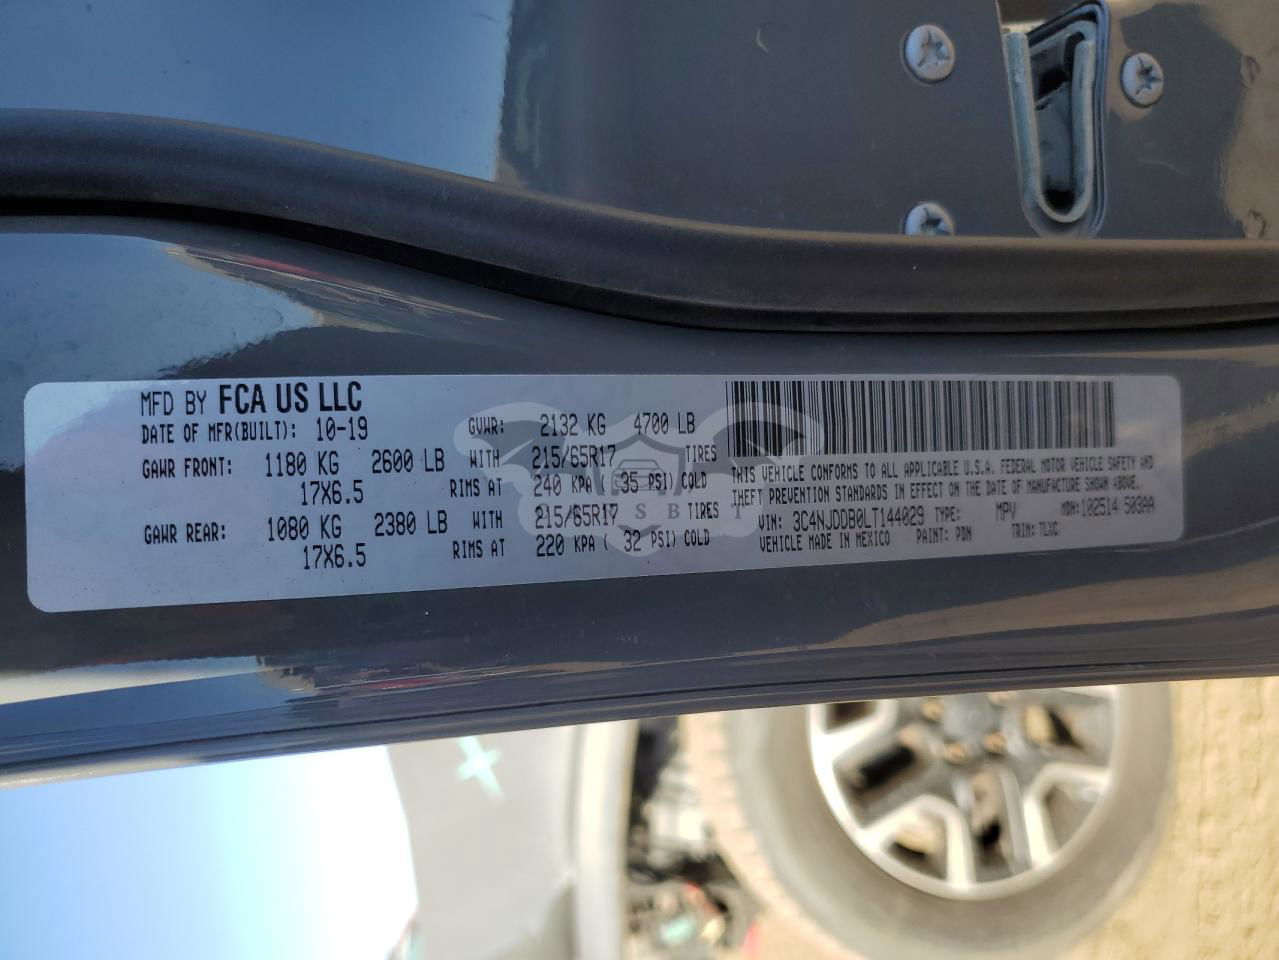 MFD BY FCA US LLC
DATE OF MFR(BUILT): 10-19 GVWR: 2132 KG 4700 LB
GAWR FRONT: 1180 KG 2600 LB WITH 215/65R17 TIRES
17X6.5 RIMS AT 240 KPA ( 35 PSI) COLD
GAWR REAR: 1080 KG 2380 LB WITH 215/65R17 TIRES
17X6.5 RIMS AT 220 KPA ( 32 PSI) COLD
THIS VEHICLE CONFORMS TO ALL APPLICABLE U.S.A. FEDERAL MOTOR VEHICLE SAFETY AND
THEFT PREVENTION STANDARDS IN EFFECT ON THE DATE OF MANUFACTURE SHOWN ABOVE.
VIN: 3C4NJDDB0LT144029 TYPE: MPV MDH: 102514 503AA
VEHICLE MADE IN MEXICO PAINT: PDN TRIM: TLXC
SBT